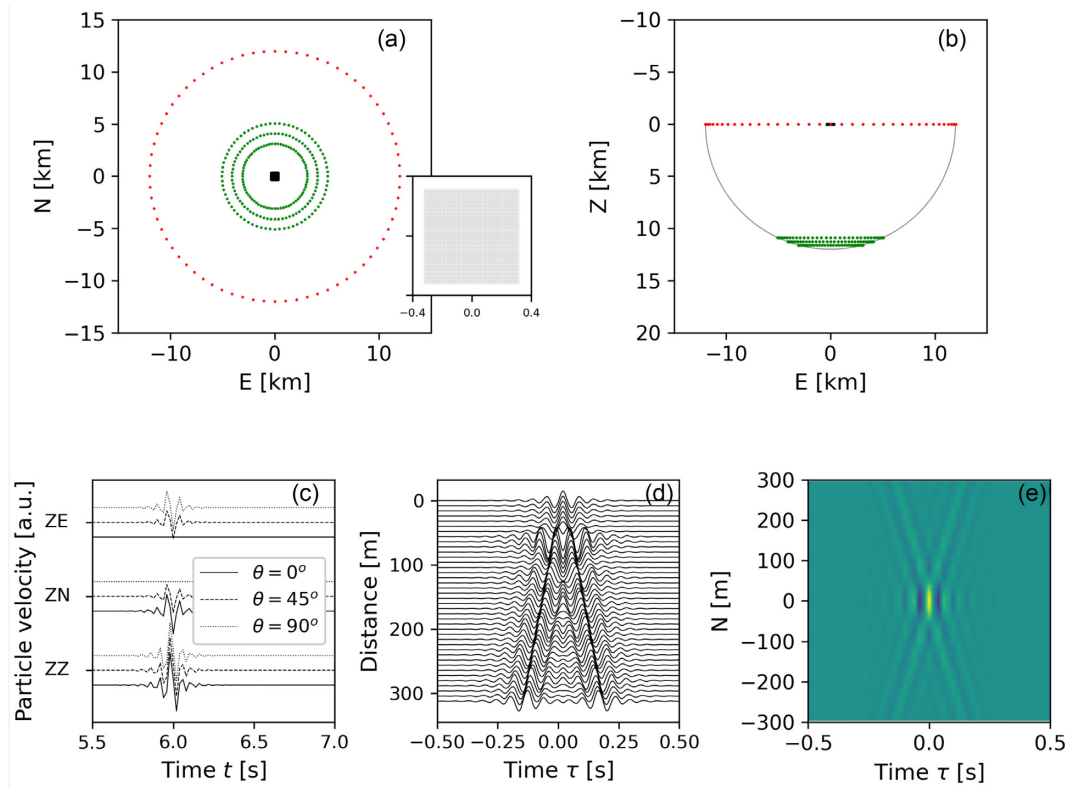 (a)
15
10
5
0
−5
−10
−15
N [km]
−10
0
10
E [km]
−0.4
0.0
0.4
(b)
−10
−5
0
5
10
15
20
Z [km]
−10
0
10
E [km]
(c)
ZE
ZN
ZZ
Particle velocity [a.u.]
θ = 0°
θ = 45°
θ = 90°
5.5
6.0
6.5
7.0
Time t [s]
(d)
0
100
200
300
Distance [m]
−0.50
−0.25
0.00
0.25
0.50
Time τ [s]
(e)
300
200
100
0
−100
−200
−300
N [m]
−0.5
0.0
0.5
Time τ [s]